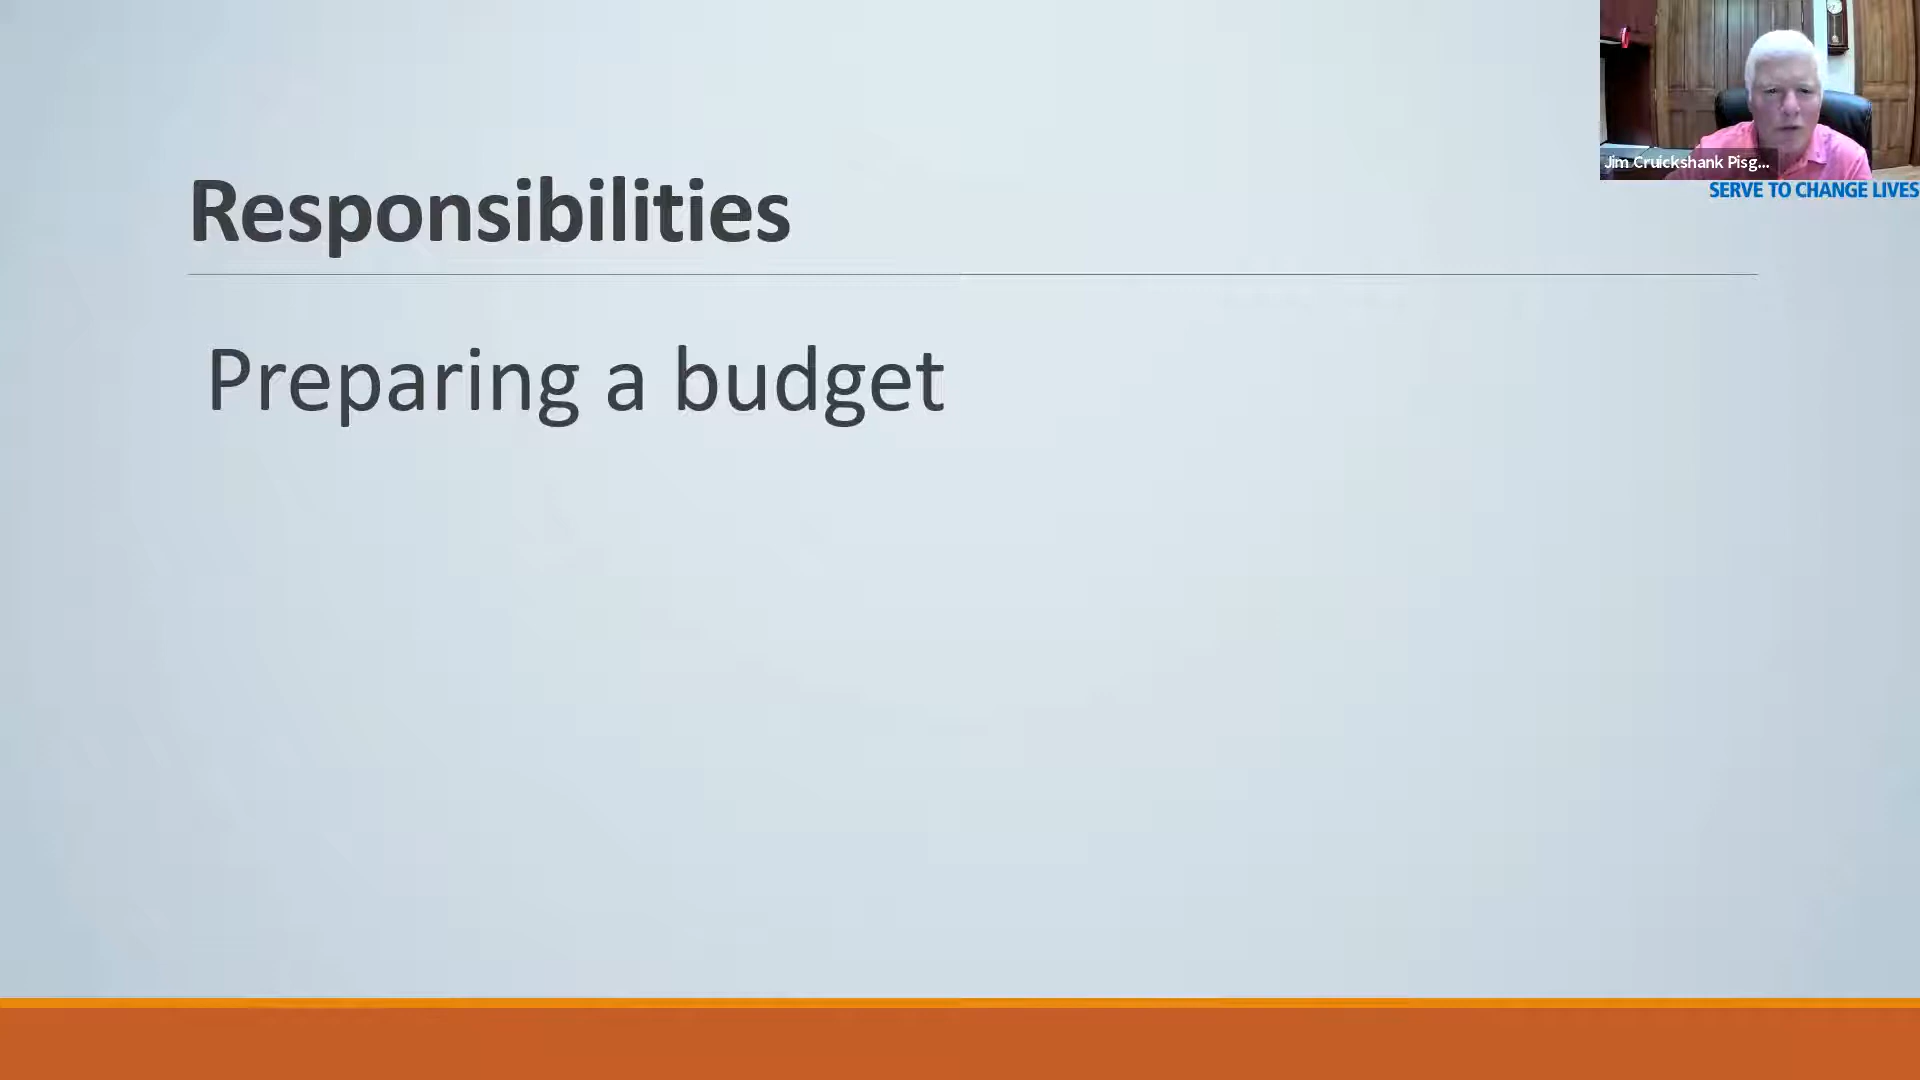 Jim Cruickshank Pisg...
SERVE TO CHANGE LIVES
Responsibilities
Preparing a budget